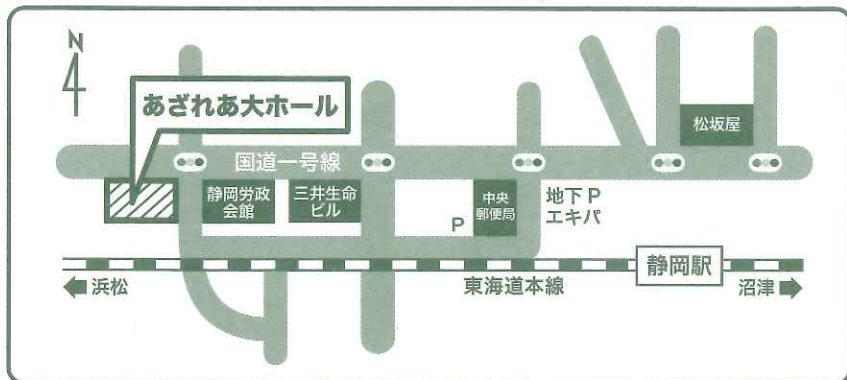 N
あざれあ大ホール
松坂屋
国道一号線
静岡労政
会館
三井生命
ビル
中央
郵便局
P
地下P
エキパ
静岡駅
浜松
東海道本線
沼津